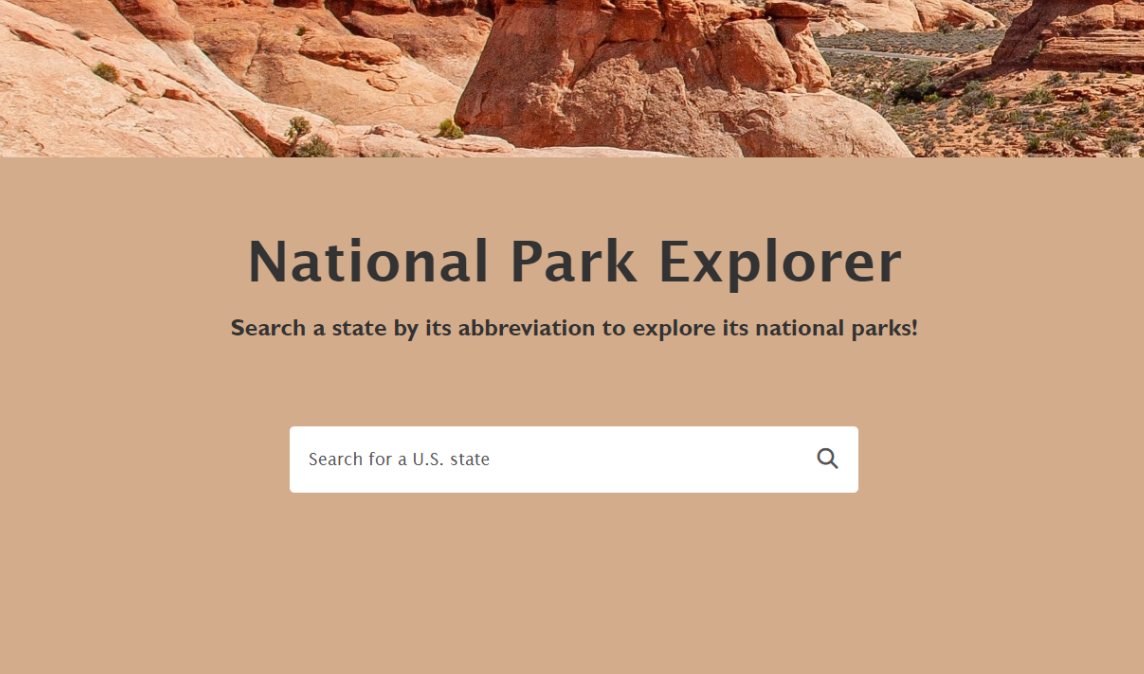 National Park Explorer
Search a state by its abbreviation to explore its national parks!
Search for a U.S. state